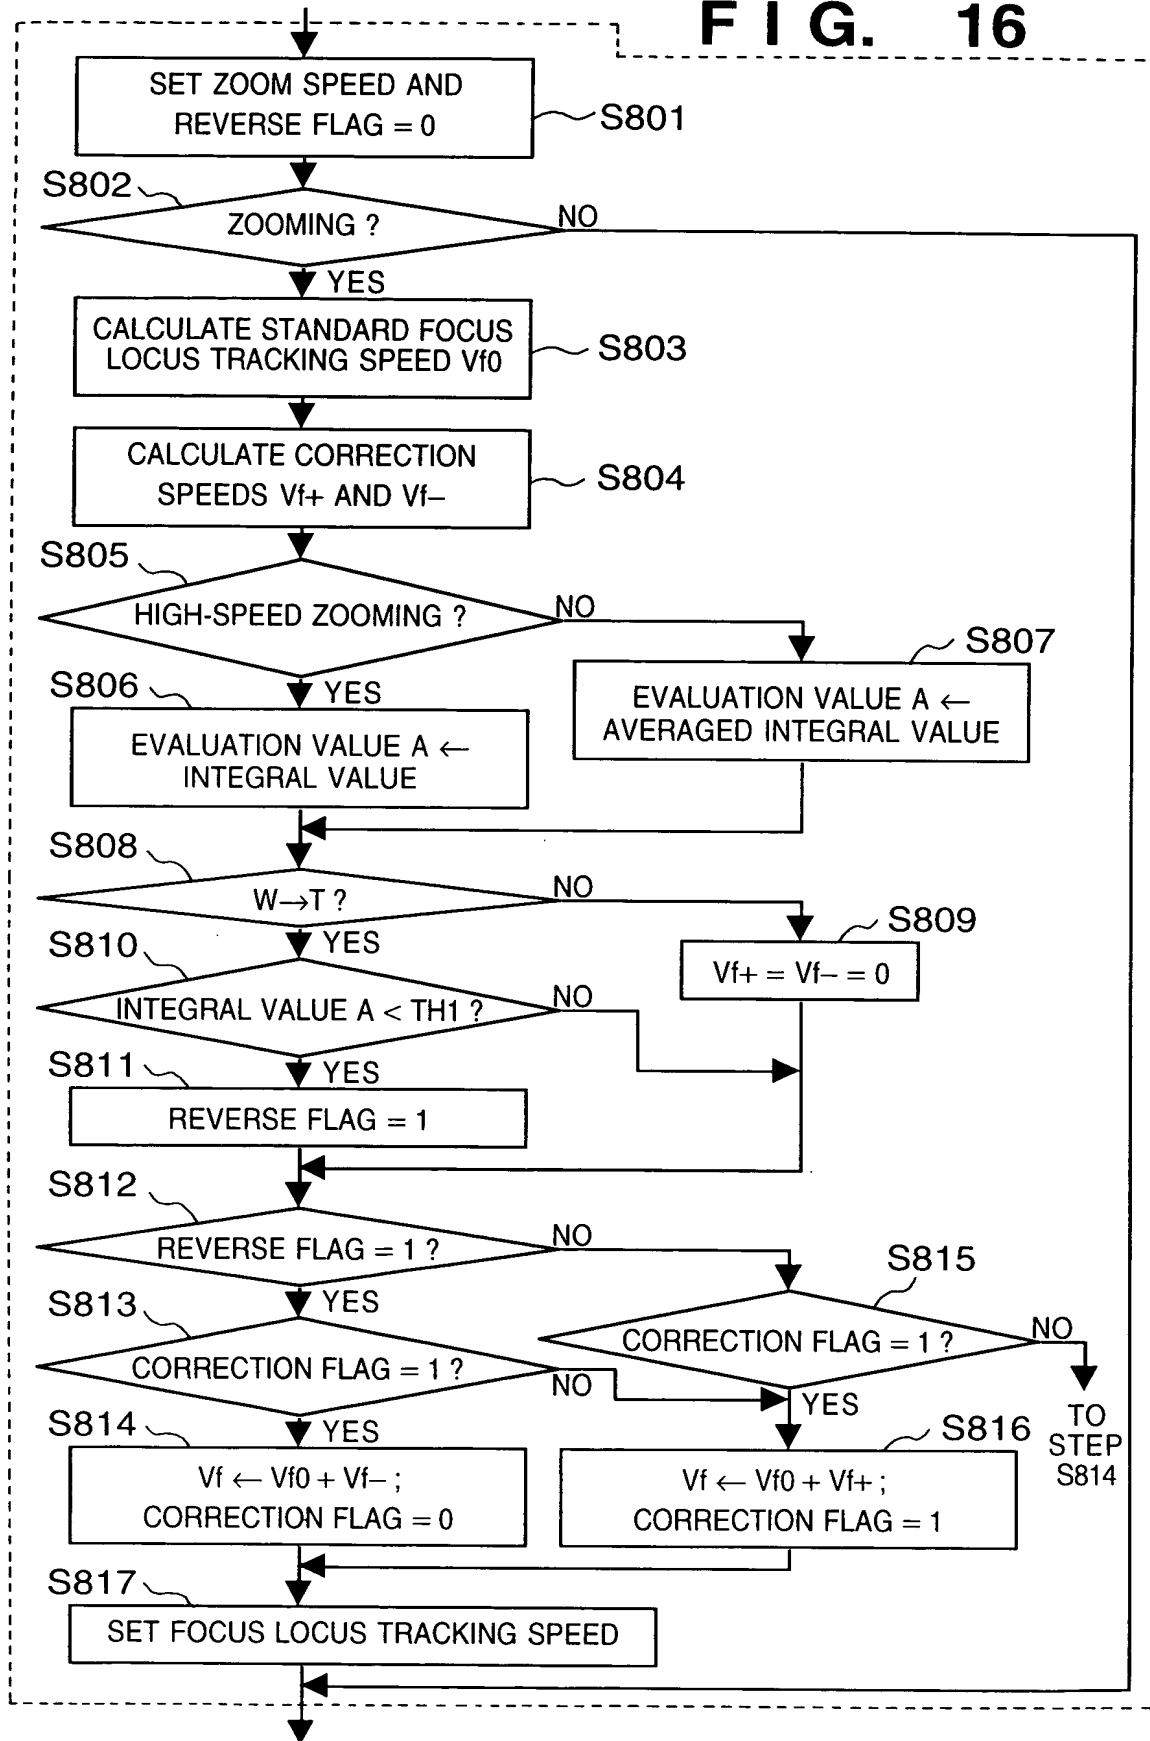 FIG. 16
SET ZOOM SPEED AND
REVERSE FLAG = 0
S801
S802
ZOOMING ?
NO
YES
CALCULATE STANDARD FOCUS
LOCUS TRACKING SPEED Vf0
S803
CALCULATE CORRECTION
SPEEDS Vf+ AND Vf−
S804
S805
HIGH-SPEED ZOOMING ?
NO
YES
S806
EVALUATION VALUE A ←
INTEGRAL VALUE
S807
EVALUATION VALUE A ←
AVERAGED INTEGRAL VALUE
S808
W→T ?
NO
YES
S809
Vf+ = Vf− = 0
S810
INTEGRAL VALUE A < TH1 ?
NO
YES
S811
REVERSE FLAG = 1
S812
REVERSE FLAG = 1 ?
NO
YES
S813
CORRECTION FLAG = 1 ?
NO
YES
S815
CORRECTION FLAG = 1 ?
NO
YES
TO
STEP
S814
S814
Vf ← Vf0 + Vf− ;
CORRECTION FLAG = 0
S816
Vf ← Vf0 + Vf+ ;
CORRECTION FLAG = 1
S817
SET FOCUS LOCUS TRACKING SPEED